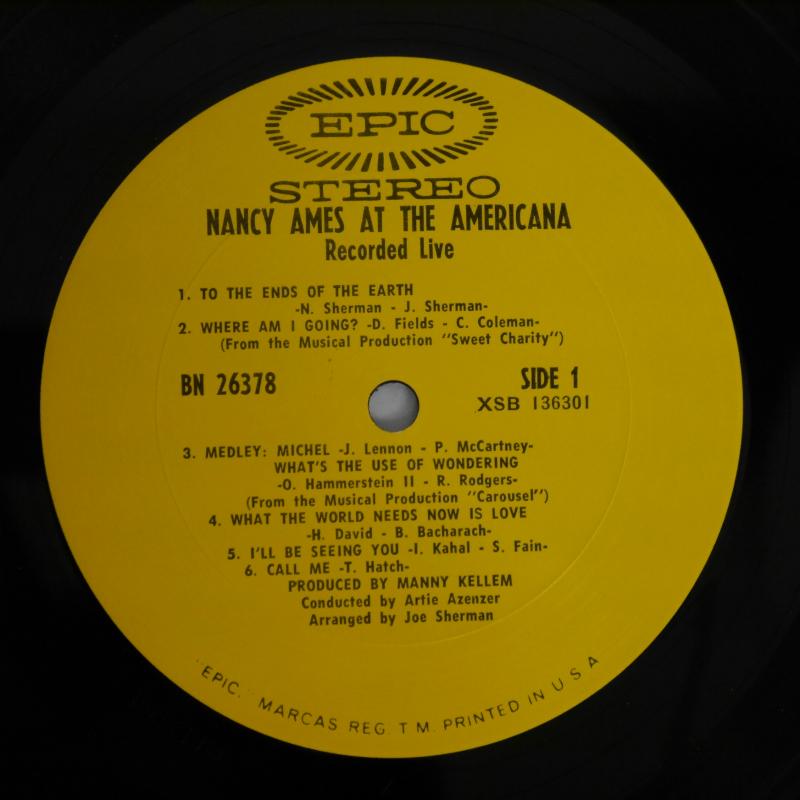 EPIC
STEREO
NANCY AMES AT THE AMERICANA
Recorded Live
1. TO THE ENDS OF THE EARTH
-N. Sherman - J. Sherman-
2. WHERE AM I GOING? -D. Fields - C. Coleman-
(From the Musical Production "Sweet Charity")
BN 26378
SIDE 1
XSB 136301
3. MEDLEY: MICHEL -J. Lennon - P. McCartney-
WHAT'S THE USE OF WONDERING
-O. Hammerstein II - R. Rodgers-
(From the Musical Production "Carousel")
4. WHAT THE WORLD NEEDS NOW IS LOVE
-H. David - B. Bacharach-
5. I'LL BE SEEING YOU -I. Kahal - S. Fain-
6. CALL ME -T. Hatch-
PRODUCED BY MANNY KELLEM
Conducted by Artie Azenzer
Arranged by Joe Sherman
"EPIC," MARCAS REG. T M. PRINTED IN U S A